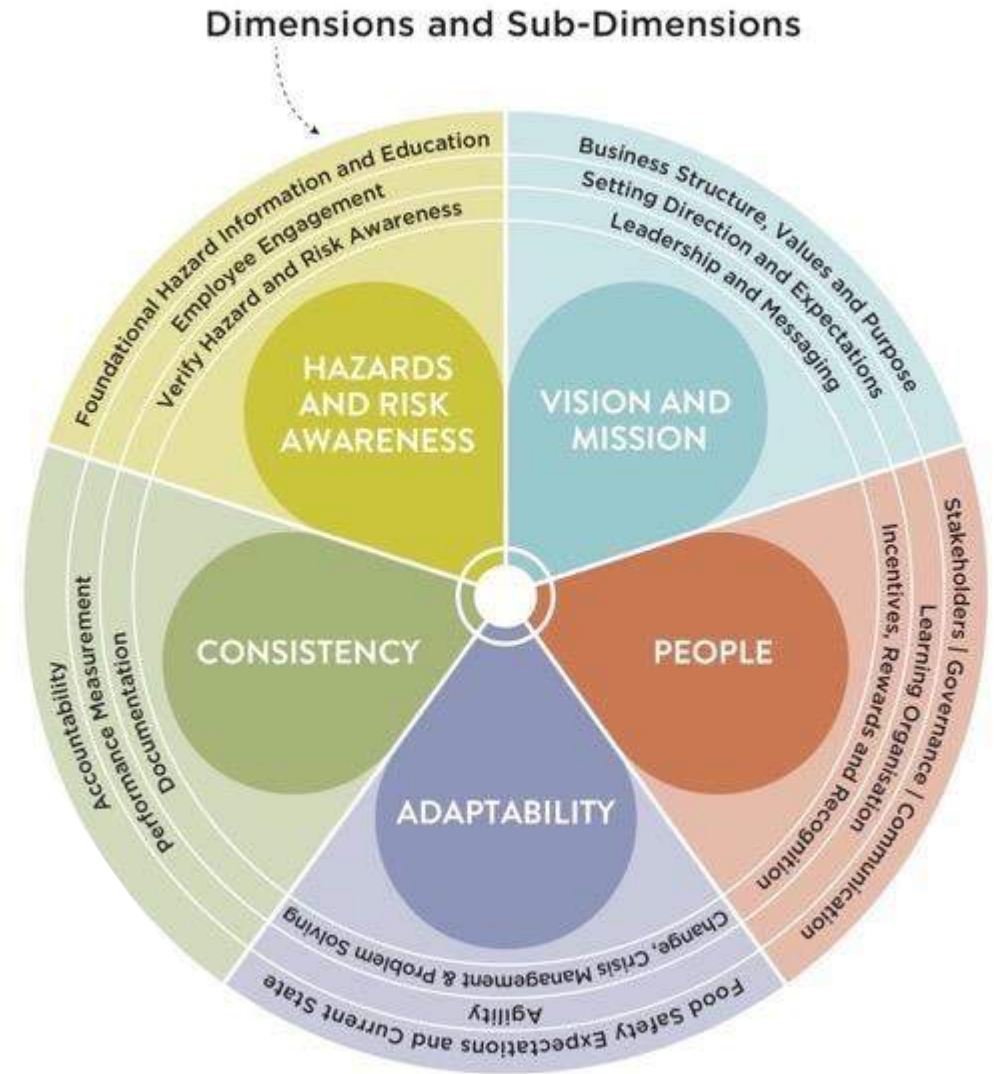 Dimensions and Sub-Dimensions
Foundational Hazard Information and Education
Employee Engagement
Verify Hazard and Risk Awareness
HAZARDS
AND RISK
AWARENESS
Business Structure, Values and Purpose
Setting Direction and Expectations
Leadership and Messaging
VISION AND
MISSION
Stakeholders | Governance | Communication
Learning Organisation
Incentives, Rewards and Recognition
PEOPLE
ADAPTABILITY
Change, Crisis Management & Problem Solving
Agility
Food Safety Expectations and Current State
CONSISTENCY
Accountability
Performance Measurement
Documentation